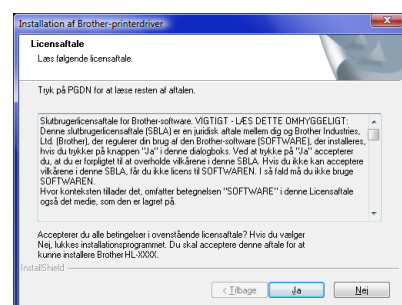 Installation af Brother-printerdriver
Licensaftale
Læs følgende licensaftale.
Tryk på PGDN for at læse resten af aftalen.
Slutbrugerlicensaftale for Brother-software. VIGTIGT - LÆS DETTE OMHYGGELIGT:
Denne slutbrugerlicensaftale (SBLA) er en juridisk aftale mellem dig og Brother Industries,
Ltd. (Brother), der regulerer din brug af den Brother-software (SOFTWARE), der installeres,
hvis du trykker på knappen "Ja" i denne dialogboks. Ved at trykke på "Ja" accepterer
du, at du er forpligtet til at overholde vilkårene i denne SBLA. Hvis du ikke kan acceptere
vilkårene i denne SBLA, får du ikke licens til SOFTWAREN. I så fald må du ikke bruge
SOFTWAREN.
Hvor konteksten tillader det, omfatter betegnelsen "SOFTWARE" i denne Licensaftale
også det medie, som den er lagret på.
Accepterer du alle betingelser i ovenstående licensaftale? Hvis du vælger
Nej, lukkes installationsprogrammet. Du skal acceptere denne aftale for at
kunne installere Brother HL-XXXX.
InstallShield
< Tilbage Ja Nej